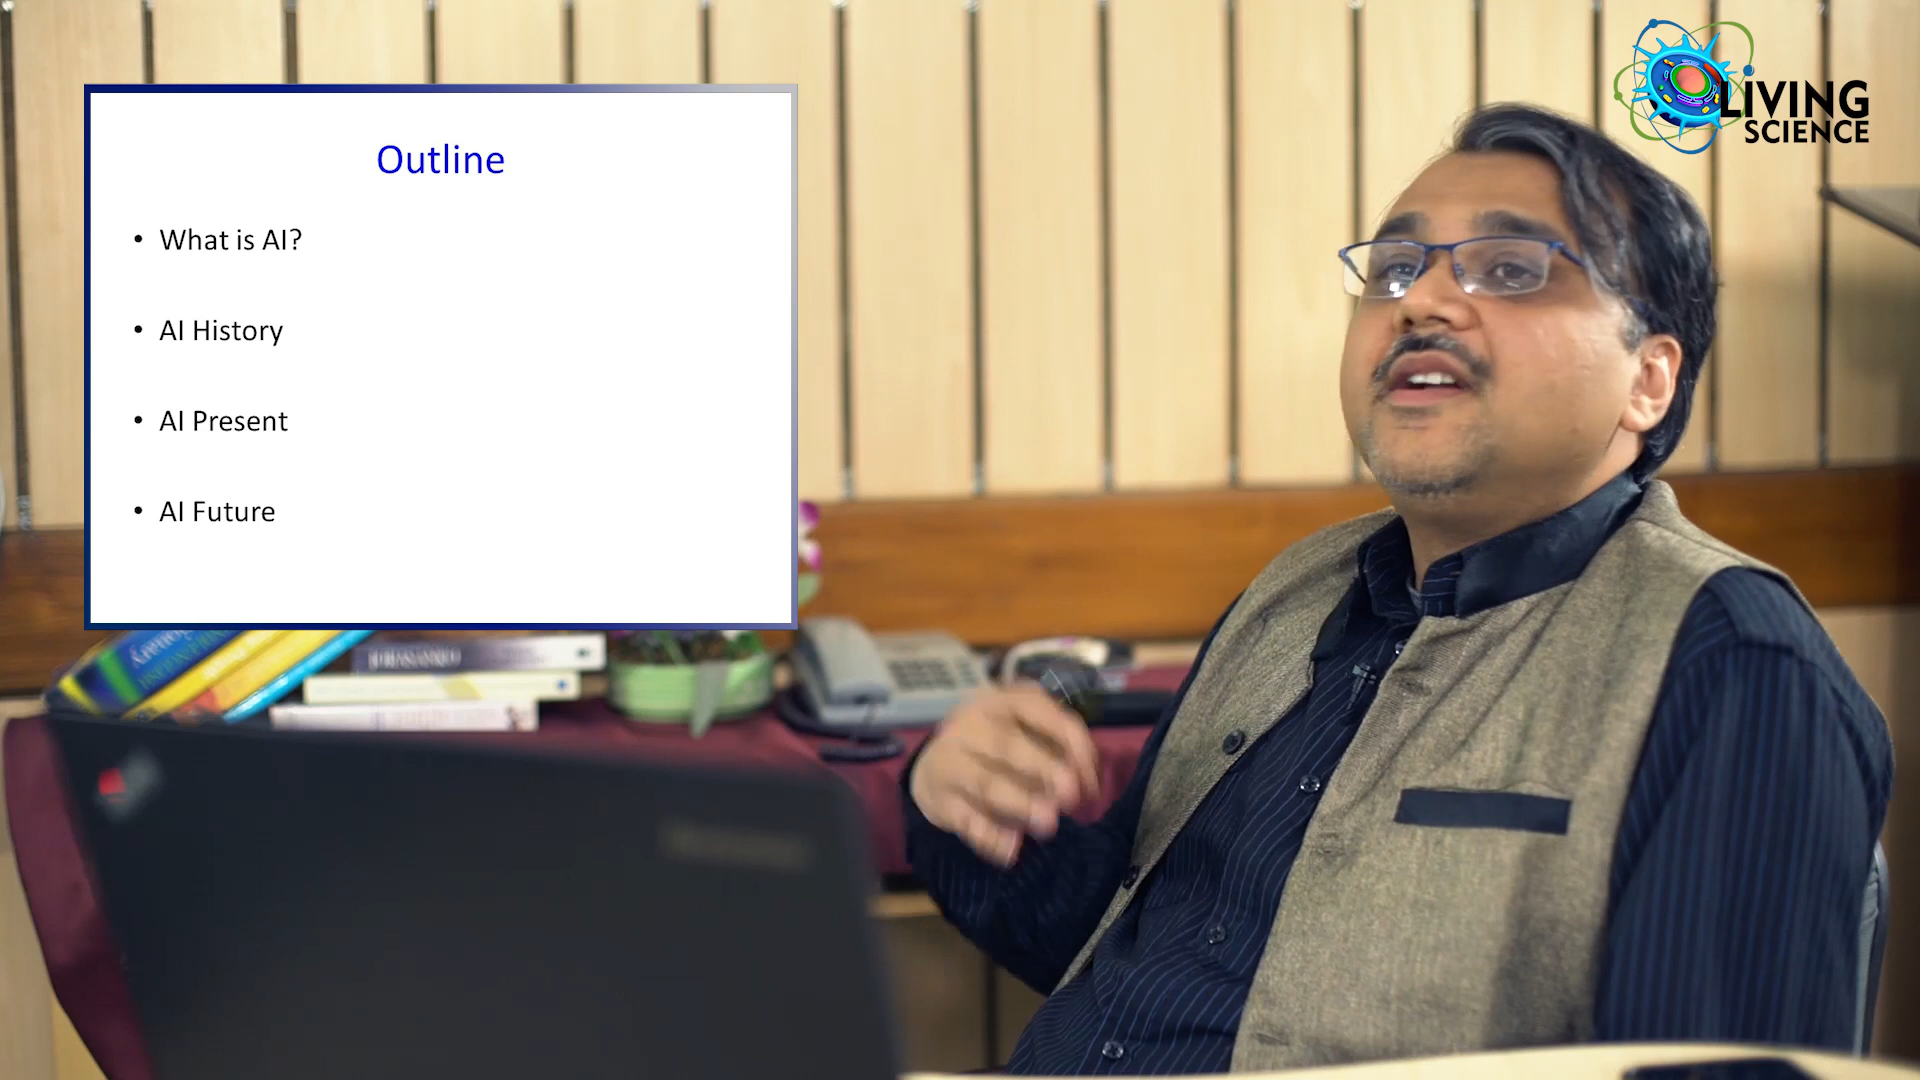 Outline
• What is AI?
• AI History
• AI Present
• AI Future
LIVING
SCIENCE